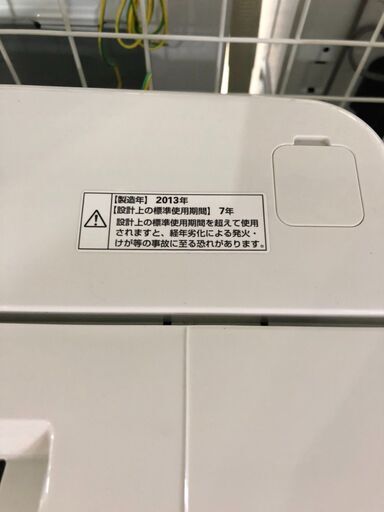 【製造年】 2013年
【設計上の標準使用期間】 7年
設計上の標準使用期間を超えて使用
されますと、経年劣化による発火・
けが等の事故に至る恐れがあります。